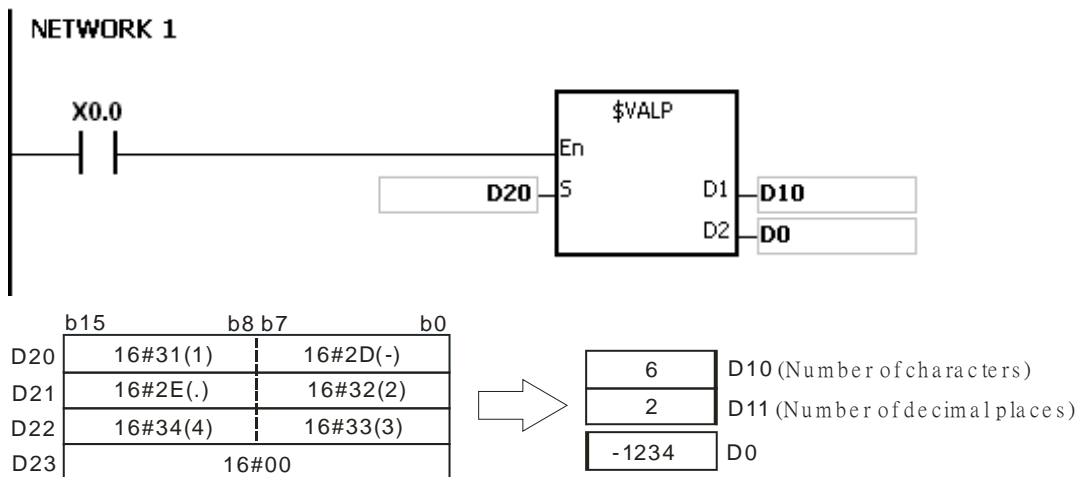 NETWORK 1
X0.0
$VALP
En
D20 S D1 D10
D2 D0
b15 b8 b7 b0
D20 16#31(1) 16#2D(-)
D21 16#2E(.) 16#32(2)
D22 16#34(4) 16#33(3)
D23 16#00
6 D10 (Number of characters)
2 D11 (Number of decimal places)
-1234 D0